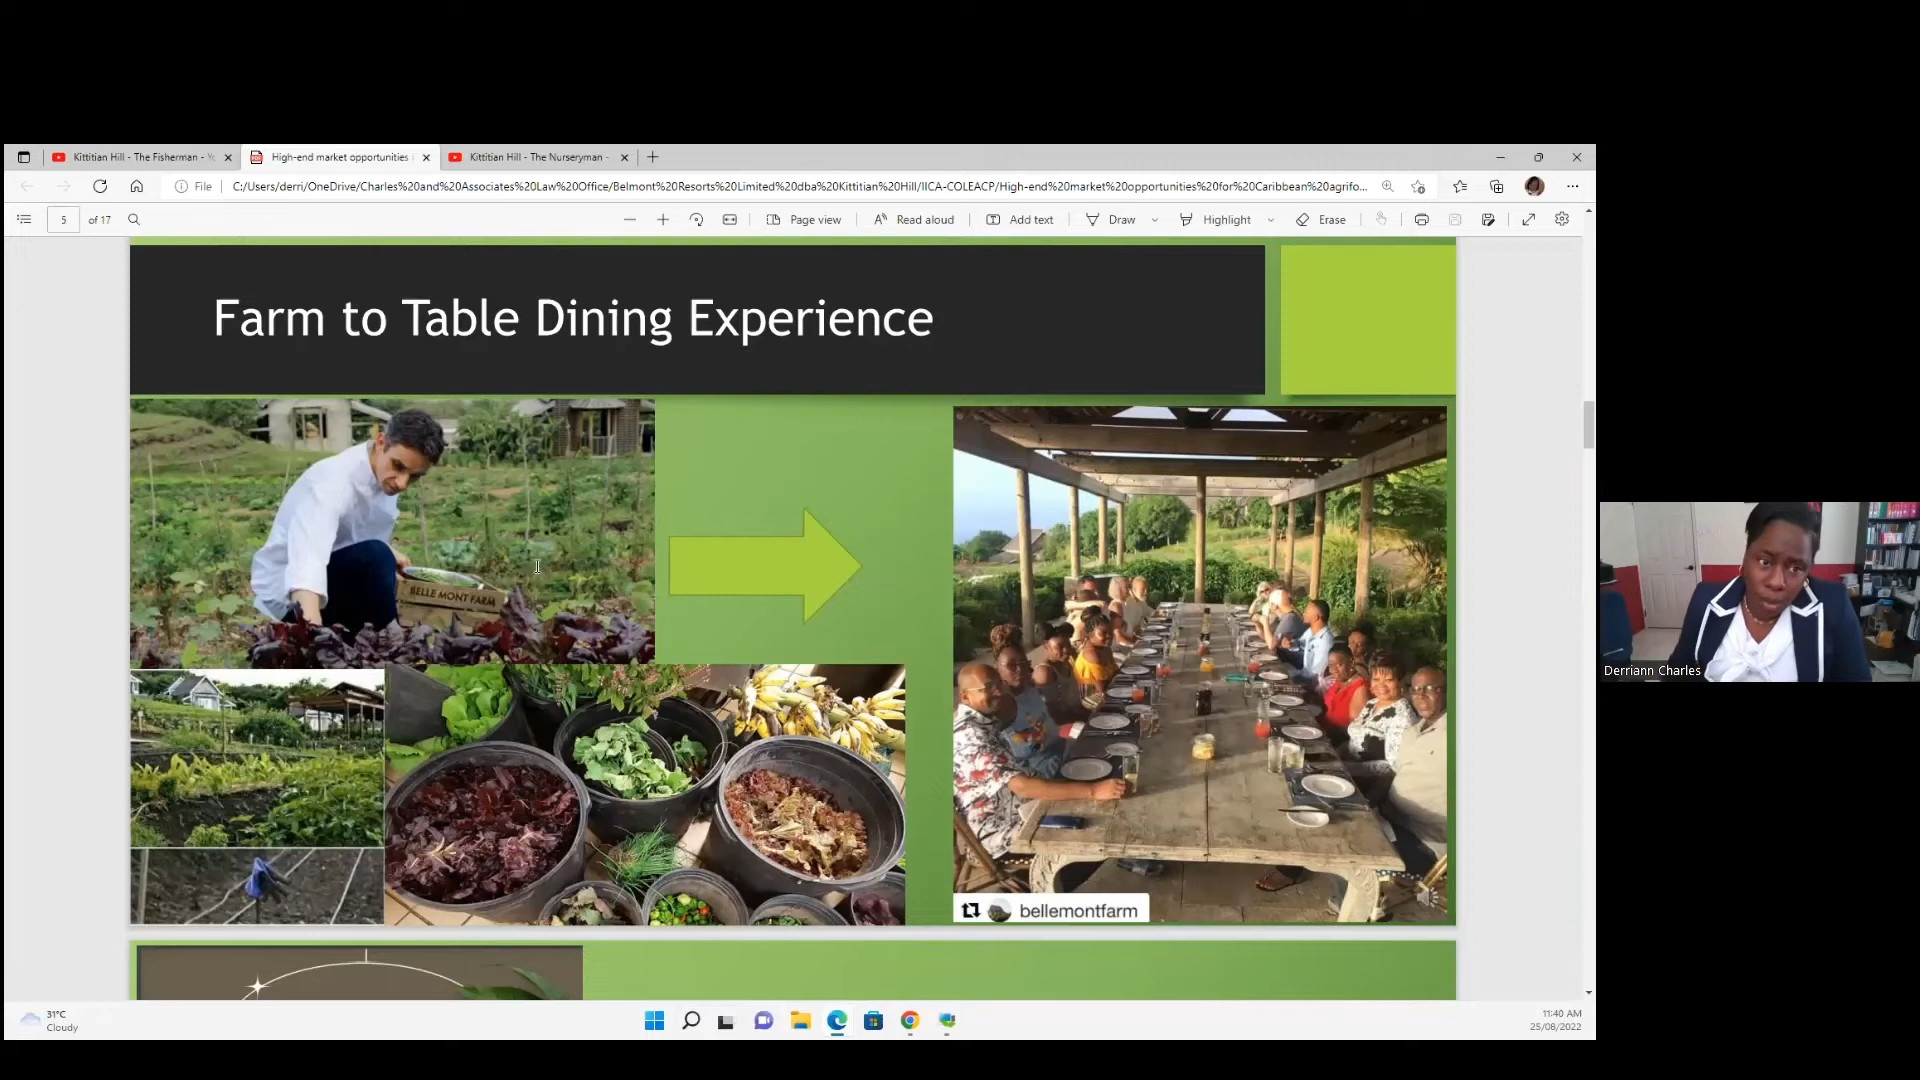 Kittitian Hill - The Fisherman - Yo
High-end market opportunities i
Kittitian Hill - The Nurseryman -
File
C:/Users/derri/OneDrive/Charles%20and%20Associates%20Law%20Office/Belmont%20Resorts%20Limited%20dba%20Kittitian%20Hill/IICA-COLEACP/High-end%20market%20opportunities%20for%20Caribbean%20agrifo...
5 of 17
Page view
Read aloud
Add text
Draw
Highlight
Erase
Farm to Table Dining Experience
BELLE MONT FARM
bellemontfarm
Derriann Charles
31°C
Cloudy
11:40 AM
25/08/2022